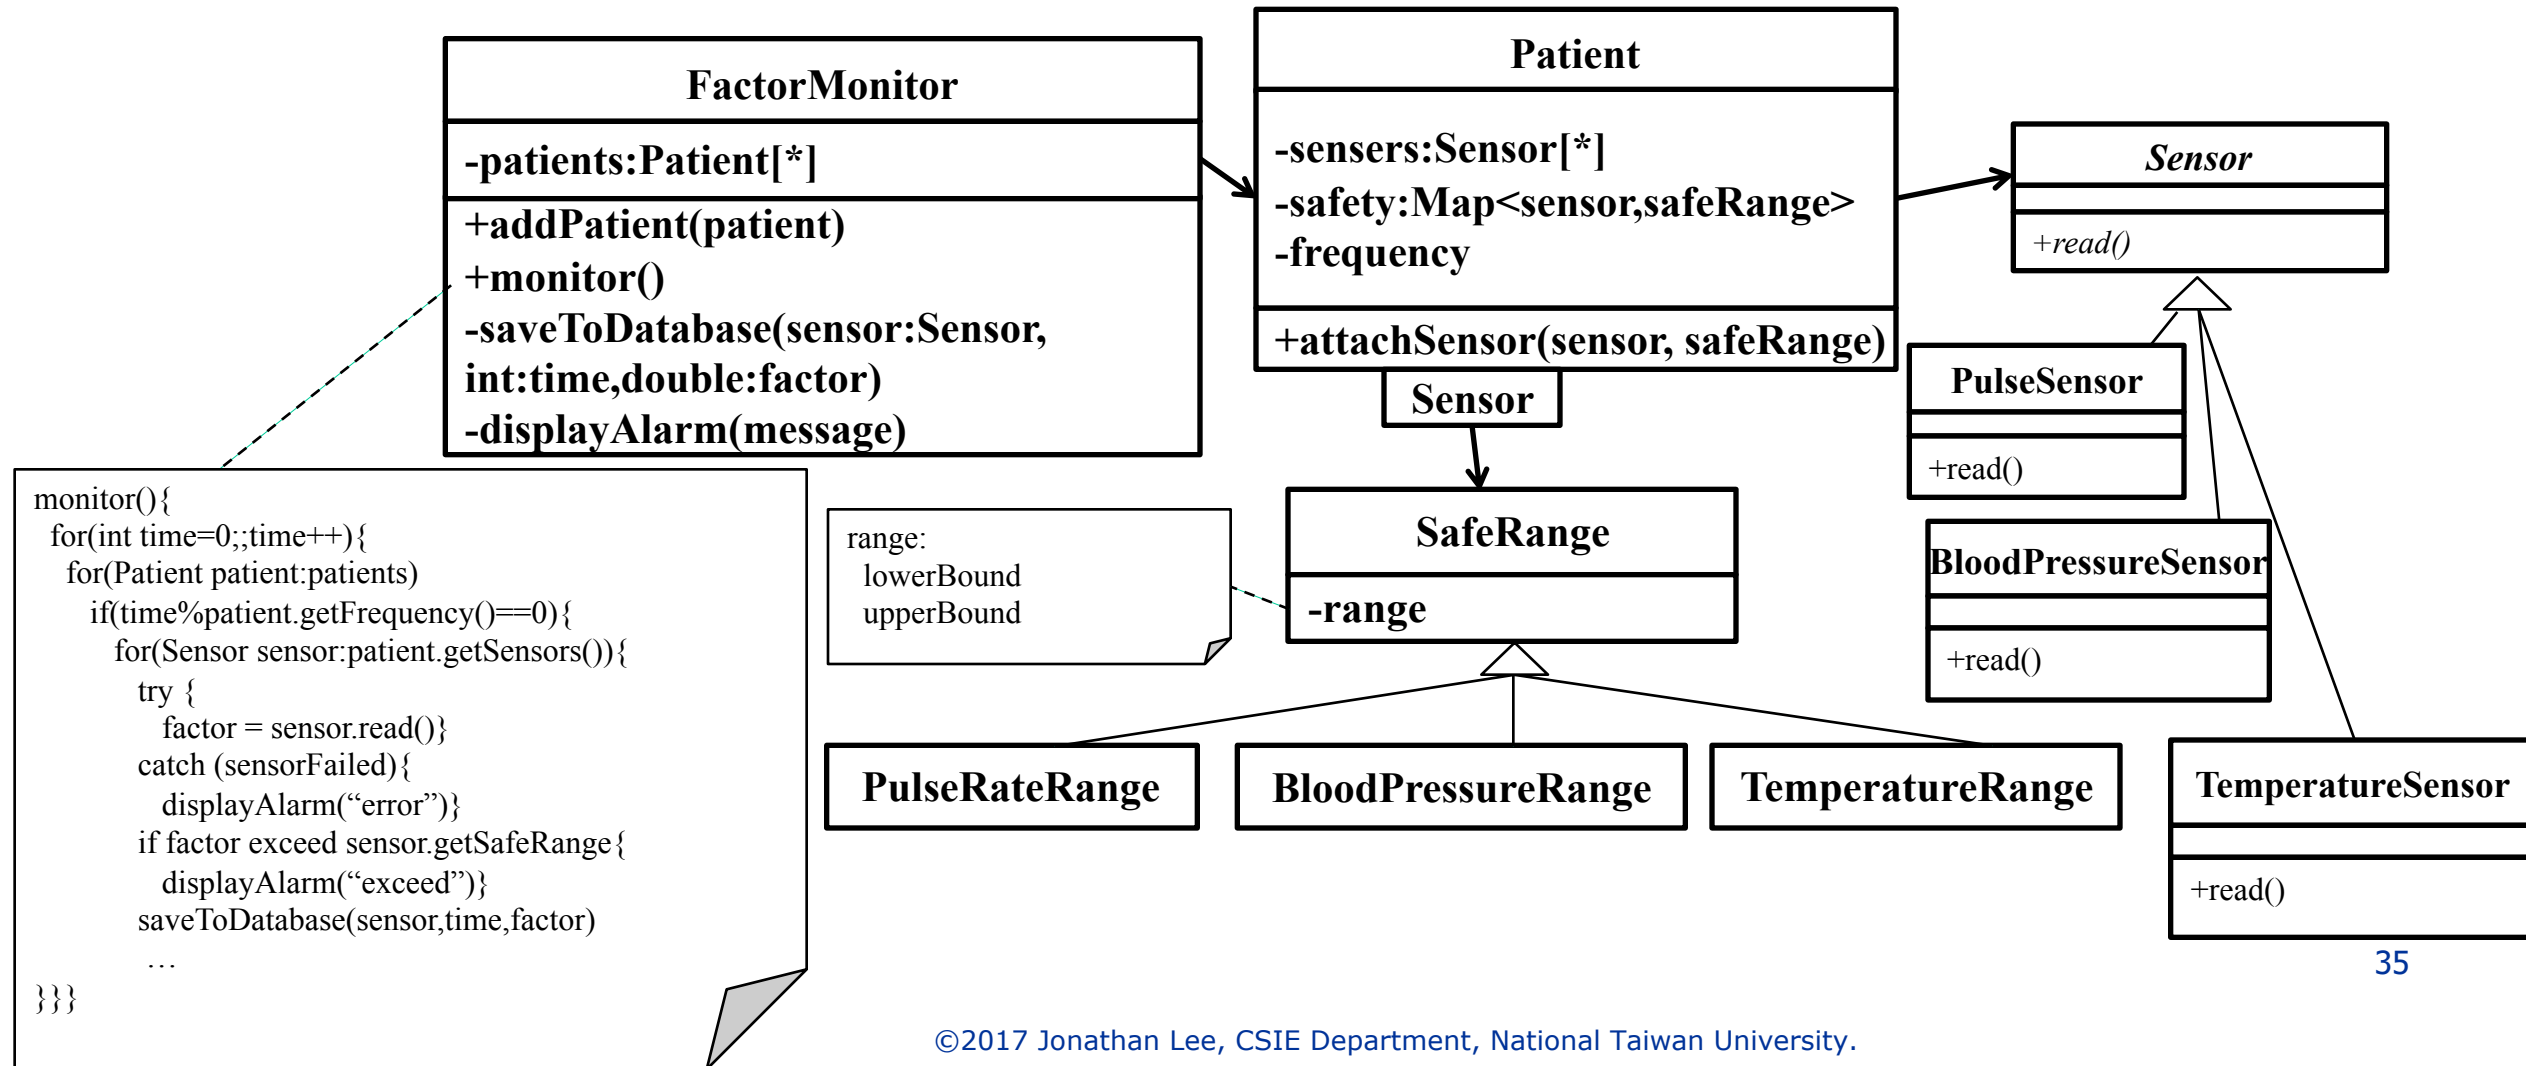 FactorMonitor
-patients:Patient[*]
+addPatient(patient)
+monitor()
-saveToDatabase(sensor:Sensor,
int:time,double:factor)
-displayAlarm(message)
Patient
-sensers:Sensor[*]
-safety:Map<sensor,safeRange>
-frequency
+attachSensor(sensor, safeRange)
Sensor
Sensor
+read()
PulseSensor
+read()
BloodPressureSensor
+read()
TemperatureSensor
+read()
monitor(){
for(int time=0;;time++){
for(Patient patient:patients)
if(time%patient.getFrequency()==0){
for(Sensor sensor:patient.getSensors()){
try {
factor = sensor.read()}
catch (sensorFailed){
displayAlarm(“error”)}
if factor exceed sensor.getSafeRange{
displayAlarm(“exceed”)}
saveToDatabase(sensor,time,factor)
…
}}}
range:
lowerBound
upperBound
SafeRange
-range
PulseRateRange
BloodPressureRange
TemperatureRange
35
©2017 Jonathan Lee, CSIE Department, National Taiwan University.